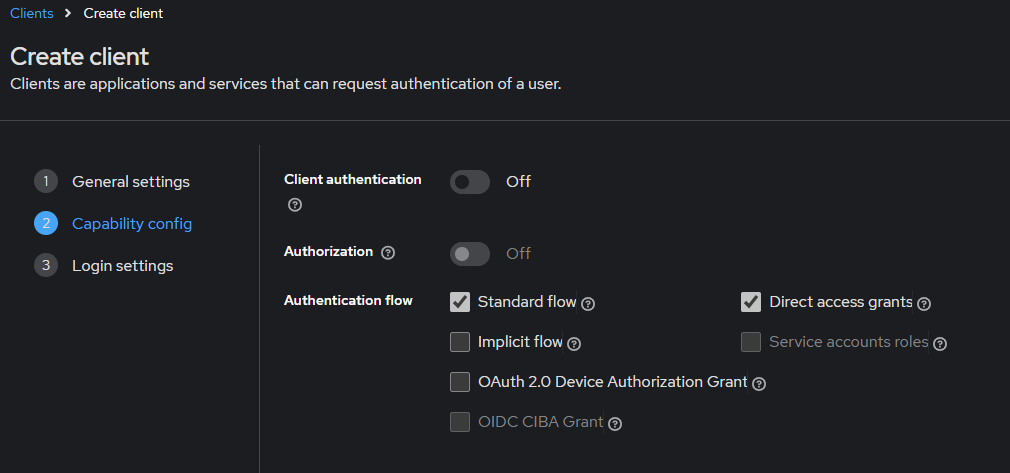 Clients > Create client
Create client
Clients are applications and services that can request authentication of a user.
1 General settings
2 Capability config
3 Login settings
Client authentication
?
Off
Authorization ?
Off
Authentication flow
Standard flow ?
Direct access grants ?
Implicit flow ?
Service accounts roles ?
OAuth 2.0 Device Authorization Grant ?
OIDC CIBA Grant ?